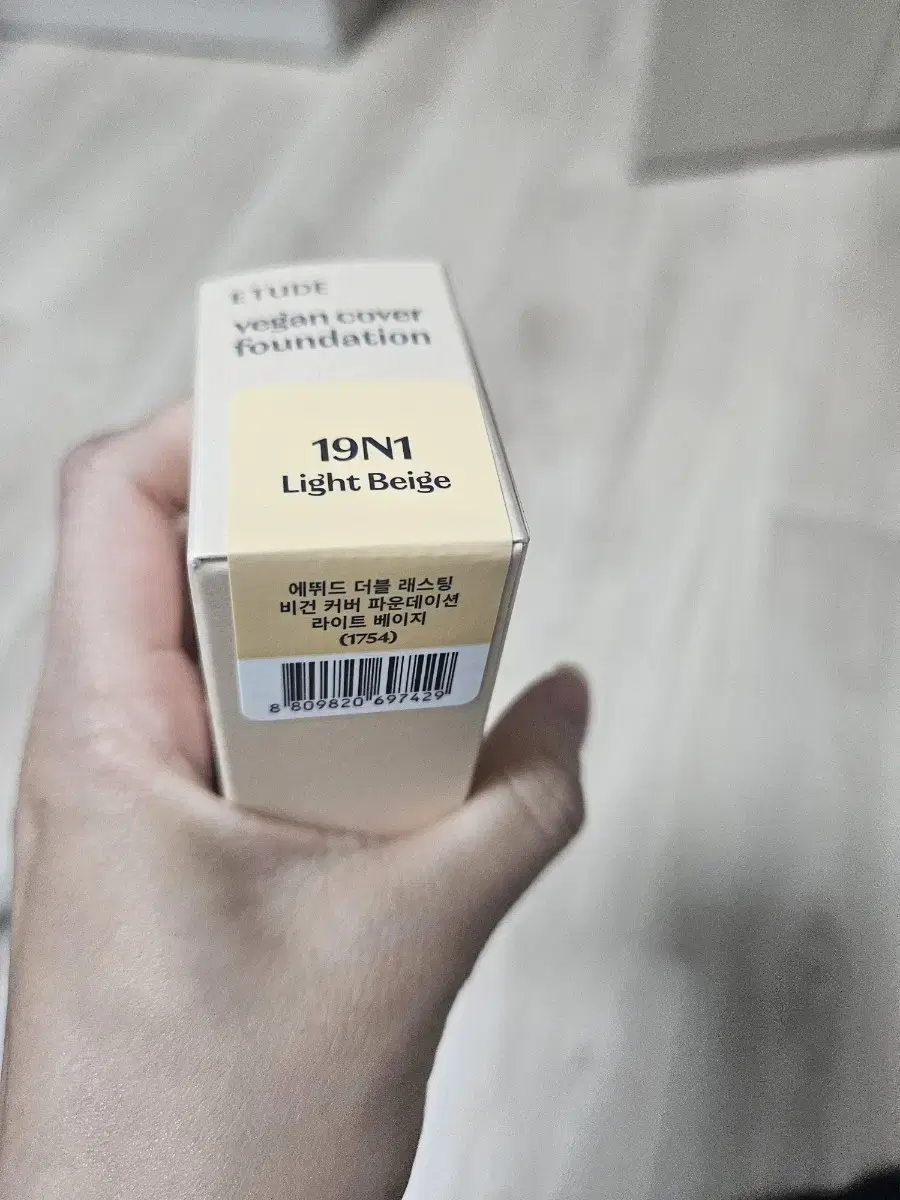 ETUDE
vegan cover
foundation
19N1
Light Beige
에뛰드 더블 래스팅
비건 커버 파운데이션
라이트 베이지
(1754)
8 809820 697429